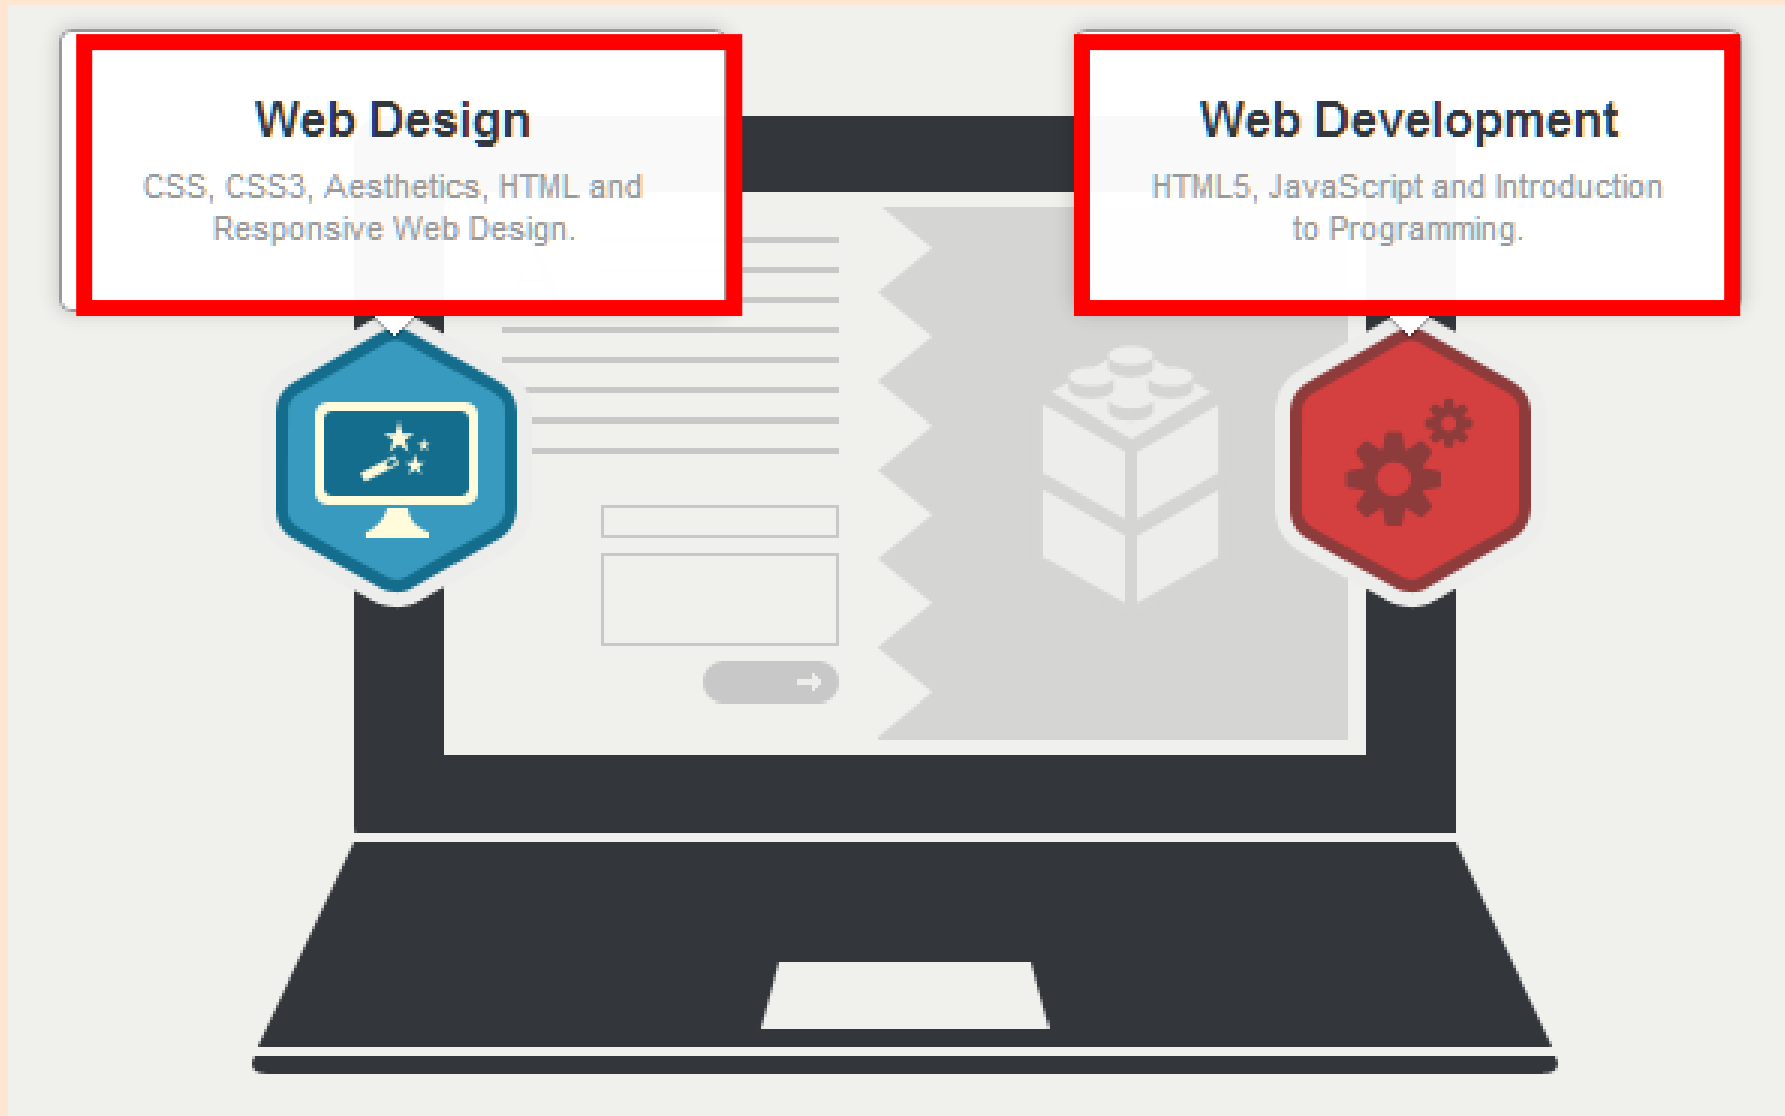 Web Design
CSS, CSS3, Aesthetics, HTML and
Responsive Web Design.
Web Development
HTML5, JavaScript and Introduction
to Programming.